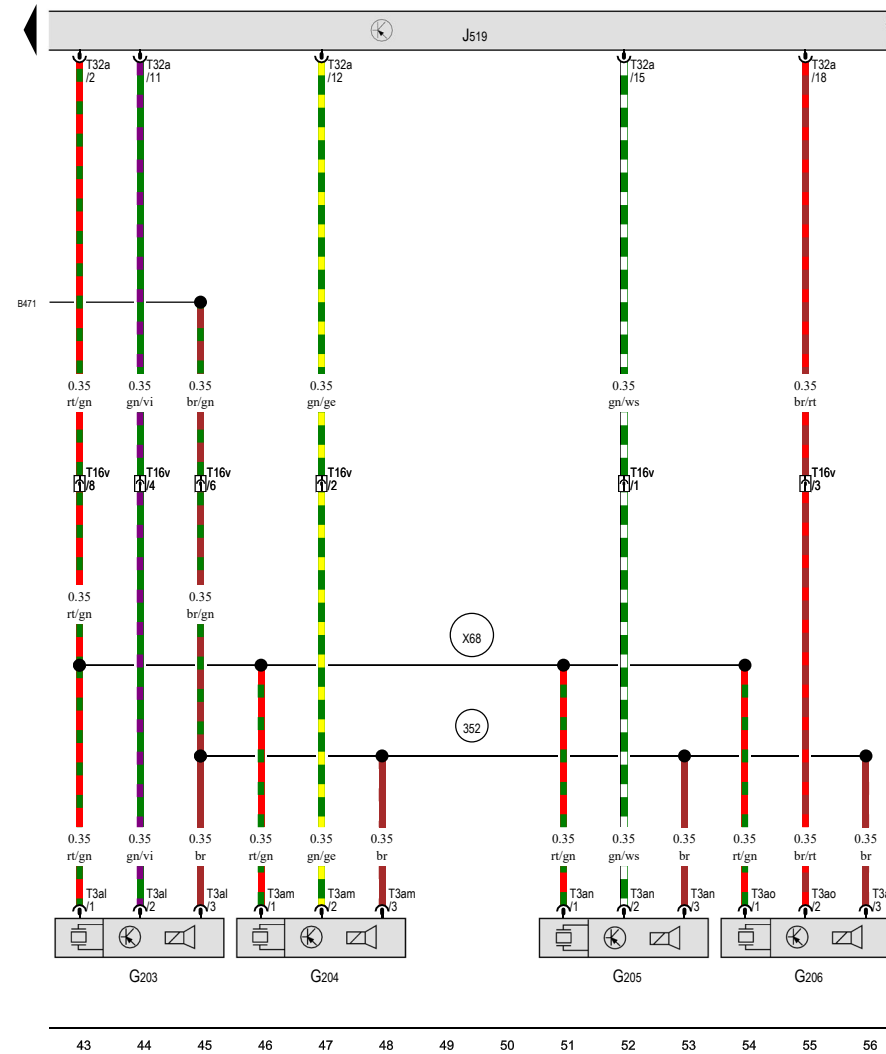 J519
T32a T32a T32a T32a T32a
/2 /11 /12 /15 /18
B471
0.35 0.35 0.35 0.35 0.35 0.35
rt/gn gn/vi br/gn gn/ge gn/ws br/rt
T16v T16v T16v T16v T16v T16v
/8 /4 /6 /2 /1 /3
0.35 0.35
rt/gn br/gn
X68
352
0.35 0.35 0.35 0.35 0.35 0.35 0.35 0.35 0.35 0.35 0.35 0.35
rt/gn gn/vi br rt/gn gn/ge br rt/gn gn/ws br rt/gn br/rt br
T3al T3al T3al T3am T3am T3am T3an T3an T3an T3ao T3ao
/1 /2 /3 /1 /2 /3 /1 /2 /3 /1 /2 /3
G203 G204 G205 G206
43 44 45 46 47 48 49 50 51 52 53 54 55 56